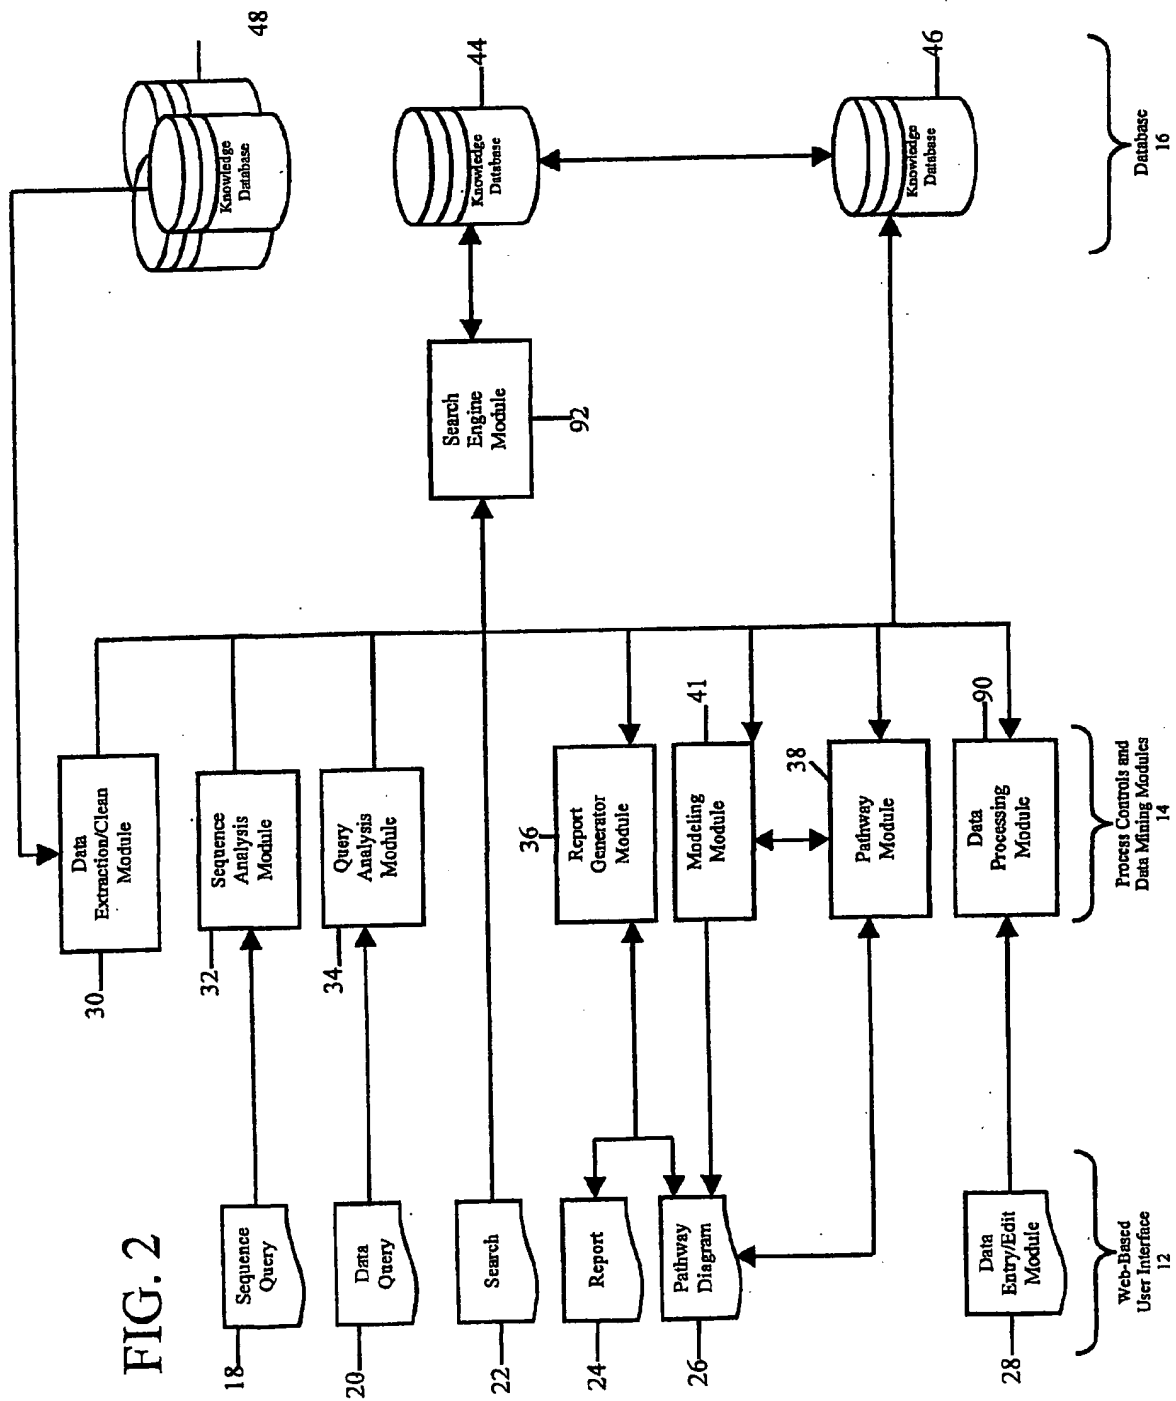 FIG. 2
18
Sequence
Query
20
Data
Query
22
Search
24
Report
26
Pathway
Diagram
28
Data
Entry/Edit
Module
Web-Based
User Interface
12
30
Data
Extraction/Clean
Module
32
Sequence
Analysis
Module
34
Query
Analysis
Module
36
Report
Generator
Module
41
Modeling
Module
38
Pathway
Module
90
Data
Processing
Module
Process Controls and
Data Mining Modules
14
Search
Engine
Module
92
48
Knowledge
Database
44
Knowledge
Database
46
Knowledge
Database
Database
16